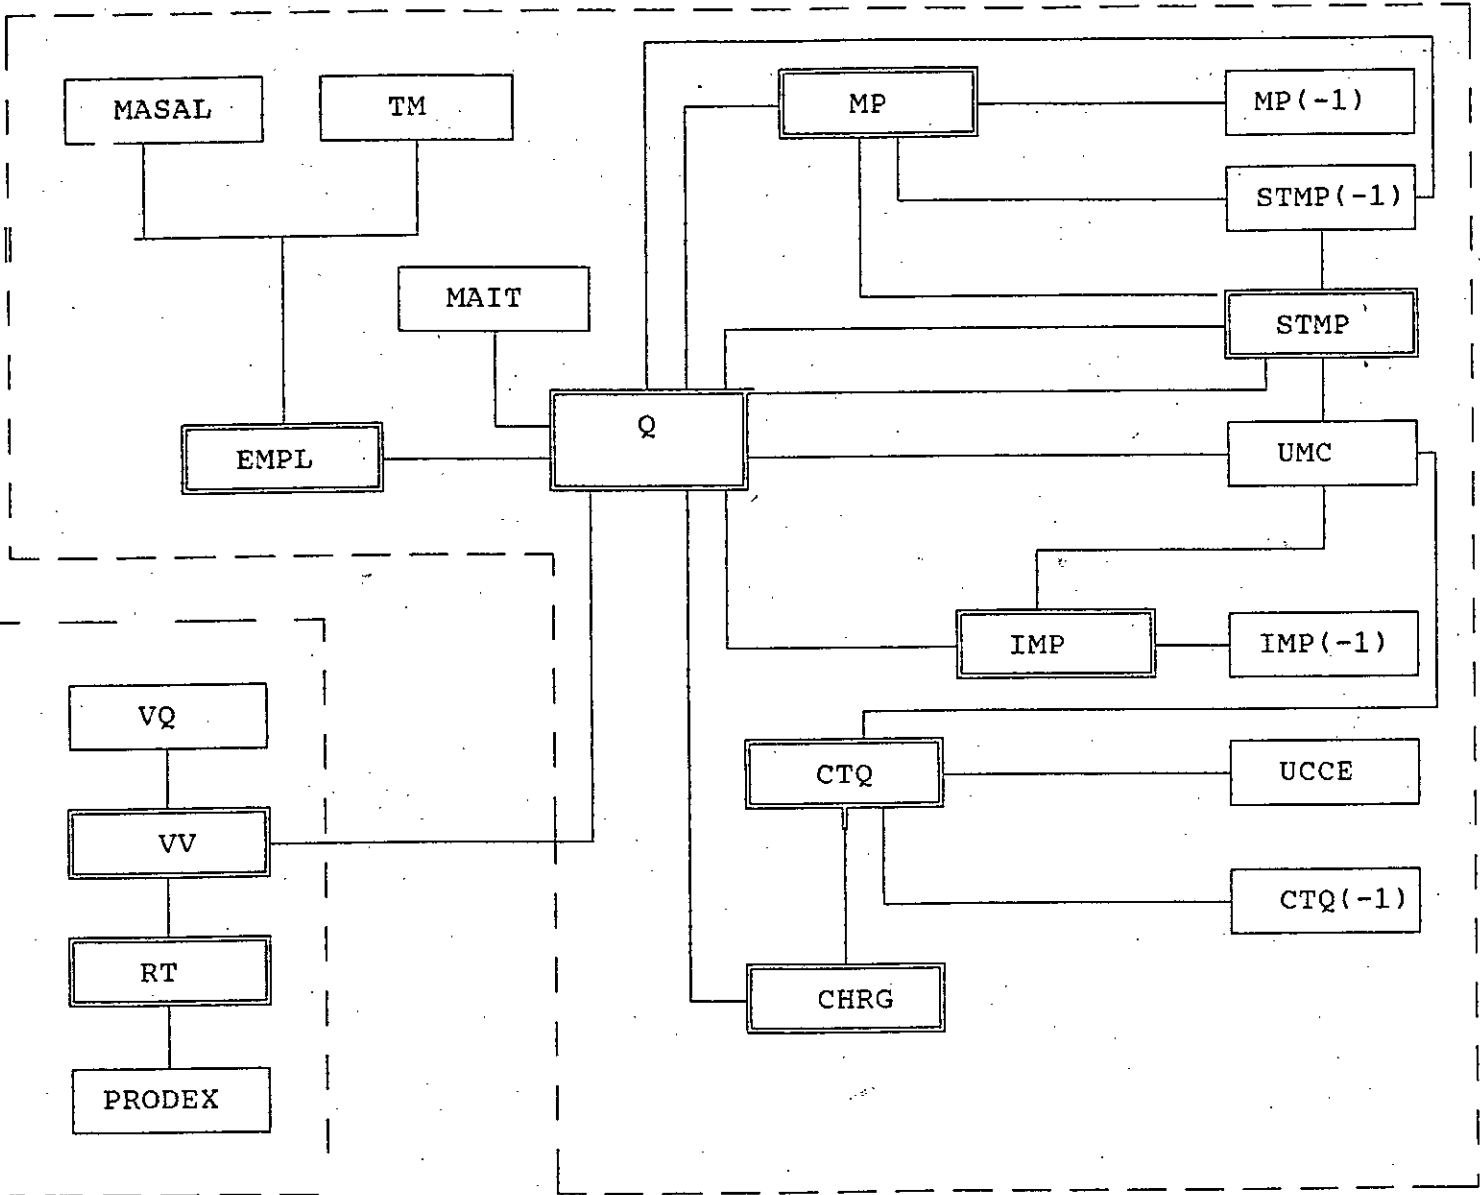 MASAL
TM
MP
MP(-1)
STMP(-1)
MAIT
STMP
Q
EMPL
UMC
IMP
IMP(-1)
VQ
CTQ
UCCE
VV
CTQ(-1)
RT
CHRG
PRODEX